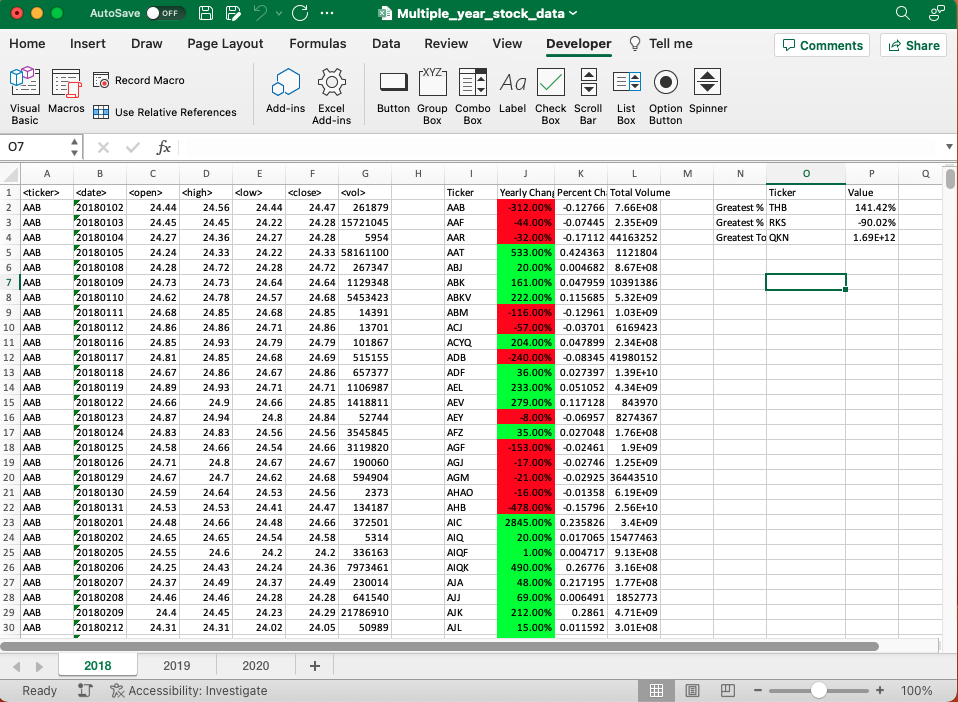 AutoSave OFF Multiple_year_stock_data
Home Insert Draw Page Layout Formulas Data Review View Developer Tell me Comments Share
Visual Basic Macros Record Macro Use Relative References Add-ins Excel Add-ins Button XYZ Group Box Combo Box Aa Label Check Box Scroll Bar List Box Option Button Spinner
O7 fx
A B C D E F G H I J K L M N O P Q
1 <ticker> <date> <open> <high> <low> <close> <vol> Ticker Yearly Chang Percent Ch Total Volume Ticker Value
2 AAB 20180102 24.44 24.56 24.44 24.47 261879 AAB -312.00% -0.12766 7.66E+08 Greatest % THB 141.42%
3 AAB 20180103 24.45 24.45 24.22 24.28 15721045 AAF -44.00% -0.07445 2.35E+09 Greatest % RKS -90.02%
4 AAB 20180104 24.27 24.36 24.27 24.28 5954 AAR -32.00% -0.17112 44163252 Greatest To QKN 1.69E+12
5 AAB 20180105 24.24 24.33 24.22 24.33 58161100 AAT 533.00% 0.424363 1121804
6 AAB 20180108 24.28 24.72 24.28 24.72 267347 ABJ 20.00% 0.004682 8.67E+08
7 AAB 20180109 24.73 24.73 24.64 24.64 1129348 ABK 161.00% 0.047959 10391386
8 AAB 20180110 24.62 24.78 24.57 24.68 5453423 ABKV 222.00% 0.115685 5.32E+09
9 AAB 20180111 24.68 24.85 24.68 24.85 14391 ABM -116.00% -0.12961 1.03E+09
10 AAB 20180112 24.86 24.86 24.71 24.86 13701 ACJ -57.00% -0.03701 6169423
11 AAB 20180116 24.85 24.93 24.79 24.79 101867 ACYQ 204.00% 0.047899 2.34E+08
12 AAB 20180117 24.81 24.85 24.68 24.69 515155 ADB -240.00% -0.08345 41980152
13 AAB 20180118 24.67 24.86 24.67 24.86 657377 ADF 36.00% 0.027397 1.39E+10
14 AAB 20180119 24.89 24.93 24.71 24.71 1106987 AEL 233.00% 0.051052 4.34E+09
15 AAB 20180122 24.66 24.9 24.66 24.85 1418811 AEV 279.00% 0.117128 843970
16 AAB 20180123 24.87 24.94 24.8 24.84 52744 AEY -8.00% -0.06957 8274367
17 AAB 20180124 24.83 24.83 24.56 24.56 3545845 AFZ 35.00% 0.027048 1.76E+08
18 AAB 20180125 24.58 24.66 24.54 24.66 3119820 AGF -153.00% -0.02461 1.9E+09
19 AAB 20180126 24.71 24.8 24.67 24.67 190060 AGJ -17.00% -0.02746 1.25E+09
20 AAB 20180129 24.67 24.7 24.62 24.68 594904 AGM -21.00% -0.02925 36443510
21 AAB 20180130 24.59 24.64 24.53 24.56 2373 AHAO -16.00% -0.01358 6.19E+09
22 AAB 20180131 24.53 24.53 24.41 24.47 134187 AHB -478.00% -0.15796 2.56E+10
23 AAB 20180201 24.48 24.66 24.48 24.66 372501 AIC 2845.00% 0.235826 3.4E+09
24 AAB 20180202 24.65 24.65 24.54 24.58 5314 AIQ 20.00% 0.017065 15477463
25 AAB 20180205 24.55 24.6 24.2 24.2 336163 AIQF 1.00% 0.004717 9.13E+08
26 AAB 20180206 24.25 24.43 24.24 24.36 7973461 AIQK 490.00% 0.26776 3.16E+08
27 AAB 20180207 24.37 24.49 24.37 24.49 230014 AJA 48.00% 0.217195 1.77E+08
28 AAB 20180208 24.46 24.46 24.28 24.28 641540 AJJ 69.00% 0.006491 1852773
29 AAB 20180209 24.4 24.45 24.23 24.29 21786910 AJK 212.00% 0.2861 4.71E+09
30 AAB 20180212 24.31 24.31 24.02 24.05 50989 AJL 15.00% 0.011592 3.01E+08
2018 2019 2020 +
Ready Accessibility: Investigate 100%